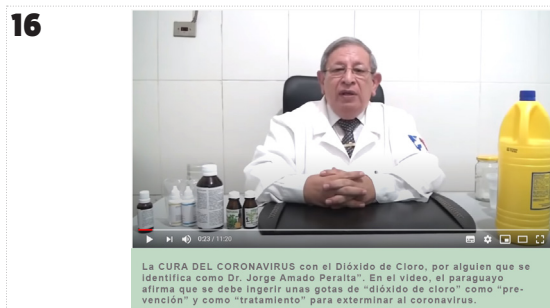 16
0:23 / 11:20
La CURA DEL CORONAVIRUS con el Dióxido de Cloro, por alguien que se
identifica como Dr. Jorge Amado Peralta”. En el video, el paraguayo
afirma que se debe ingerir unas gotas de “dióxido de cloro” como “pre-
vención” y como “tratamiento” para exterminar al coronavirus.